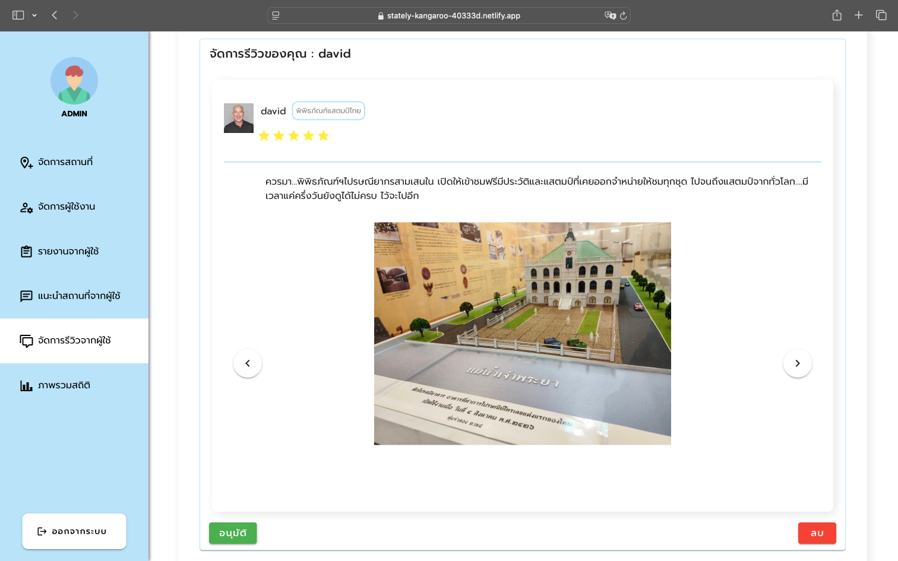 stately-kangaroo-40333d.netlify.app
ADMIN
จัดการสถานที่
จัดการผู้ใช้งาน
รายงานจากผู้ใช้
แนะนำสถานที่จากผู้ใช้
จัดการรีวิวจากผู้ใช้
ภาพรวมสถิติ
ออกจากระบบ
จัดการรีวิวของคุณ : david
david พิพิธภัณฑ์แสตมป์ไทย
ควรมา...พิพิธภัณฑ์ฯไปรษณียากรสามเสนใน เปิดให้เข้าชมฟรีมีประวัติและแสตมป์ที่เคยออกจำหน่ายให้ชมทุกชุด ไปจนถึงแสตมป์จากทั่วโลก....มี
เวลาแค่ครึ่งวันยังดูได้ไม่ครบ ไว้จะไปอีก
แม่น้ำเจ้าพระยา
อนุมัติ
ลบ